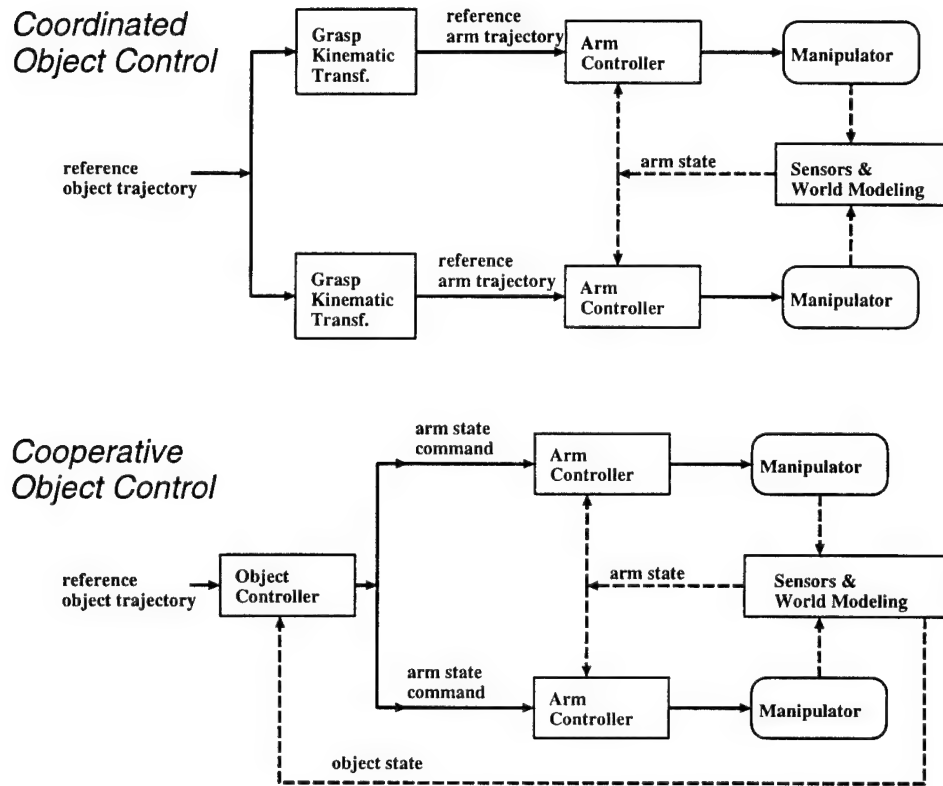 Coordinated
Object Control
Grasp
Kinematic
Transf.
reference
arm trajectory
Arm
Controller
Manipulator
reference
object trajectory
arm state
Sensors &
World Modeling
Grasp
Kinematic
Transf.
reference
arm trajectory
Arm
Controller
Manipulator
Cooperative
Object Control
arm state
command
Arm
Controller
Manipulator
reference
object trajectory
Object
Controller
arm state
Sensors &
World Modeling
arm state
command
Arm
Controller
Manipulator
object state